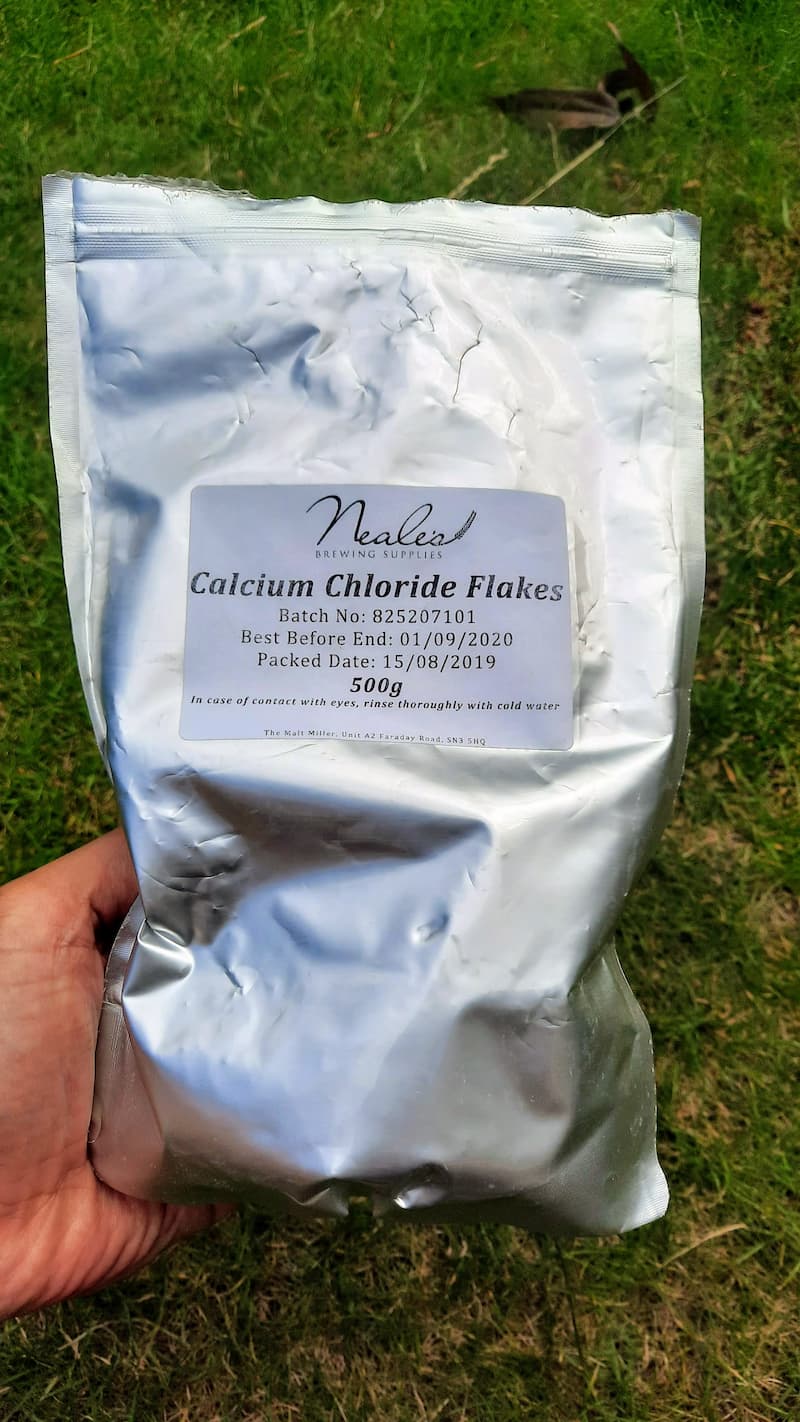 Neales
BREWING SUPPLIES
Calcium Chloride Flakes
Batch No: 825207101
Best Before End: 01/09/2020
Packed Date: 15/08/2019
500g
In case of contact with eyes, rinse thoroughly with cold water
The Malt Miller, Unit A2 Faraday Road, SN3 5HQ